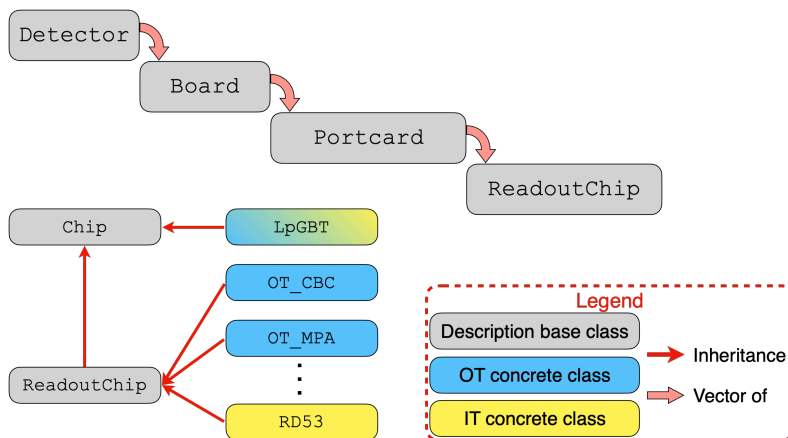 Detector
Board
Portcard
ReadoutChip
Chip
LpGBT
OT_CBC
OT_MPA
ReadoutChip
RD53
Legend
Description base class
OT concrete class
IT concrete class
Inheritance
Vector of